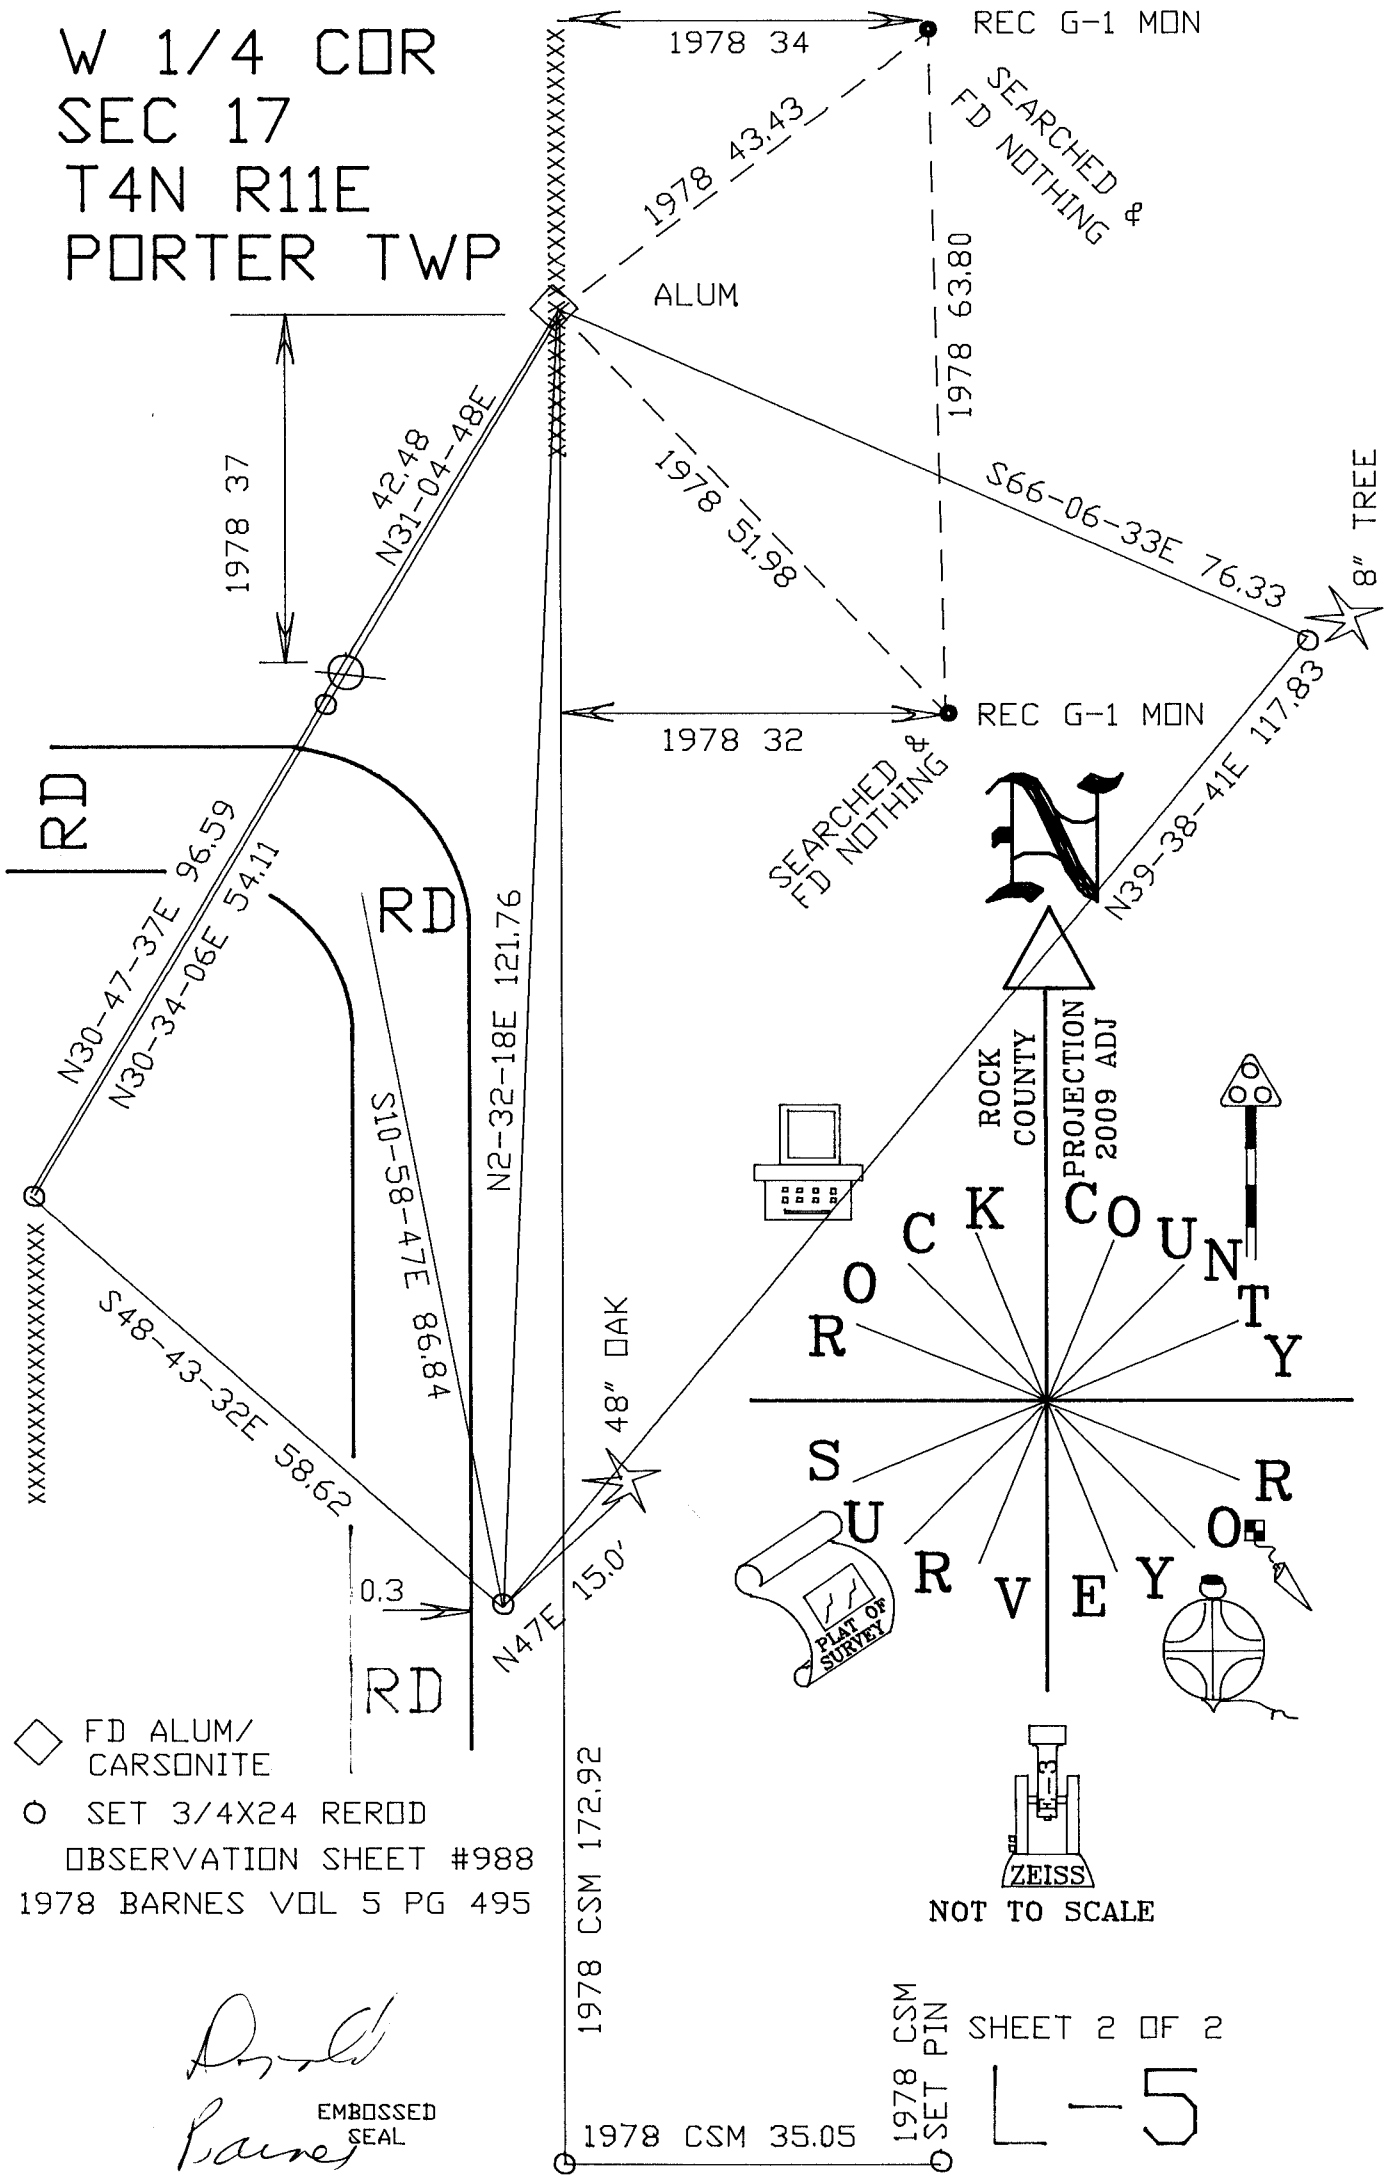 W 1/4 COR
SEC 17
T4N R11E
PORTER TWP
1978 34
REC G-1 MON
SEARCHED &
FD NOTHING
1978 43.43
ALUM.
1978 63.80
1978 37
42.48
N31-04-48E
1978 51.98
S66-06-33E 76.33
8" TREE
1978 32
REC G-1 MON
SEARCHED &
FD NOTHING
N39-38-41E 117.83
RD
N30-47-37E 96.59
N30-34-06E 54.11
RD
N2-32-18E 121.76
S10-58-47E 86.84
N
ROCK
COUNTY
PROJECTION
2009 ADJ
ROCK COUNTY
SURVEYOR
S48-43-32E 58.62
48" OAK
0.3
N47E 15.0'
RD
PLAT OF
SURVEY
FD ALUM/
CARSONITE
SET 3/4X24 REROD
OBSERVATION SHEET #988
1978 BARNES VOL 5 PG 495
1978 CSM 172.92
ZEISS
NOT TO SCALE
Donald
Barnes
EMBOSSED
SEAL
1978 CSM 35.05
1978 CSM
SET PIN
SHEET 2 OF 2
L-5